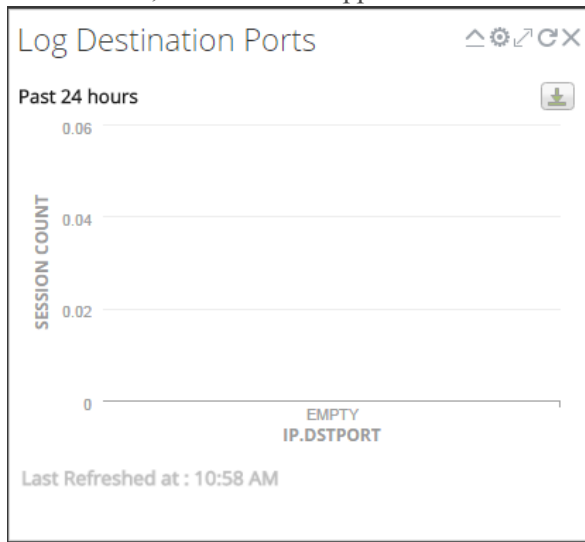 Log Destination Ports
Past 24 hours
0.06
0.04
0.02
0
SESSION COUNT
EMPTY
IP.DSTPORT
Last Refreshed at : 10:58 AM